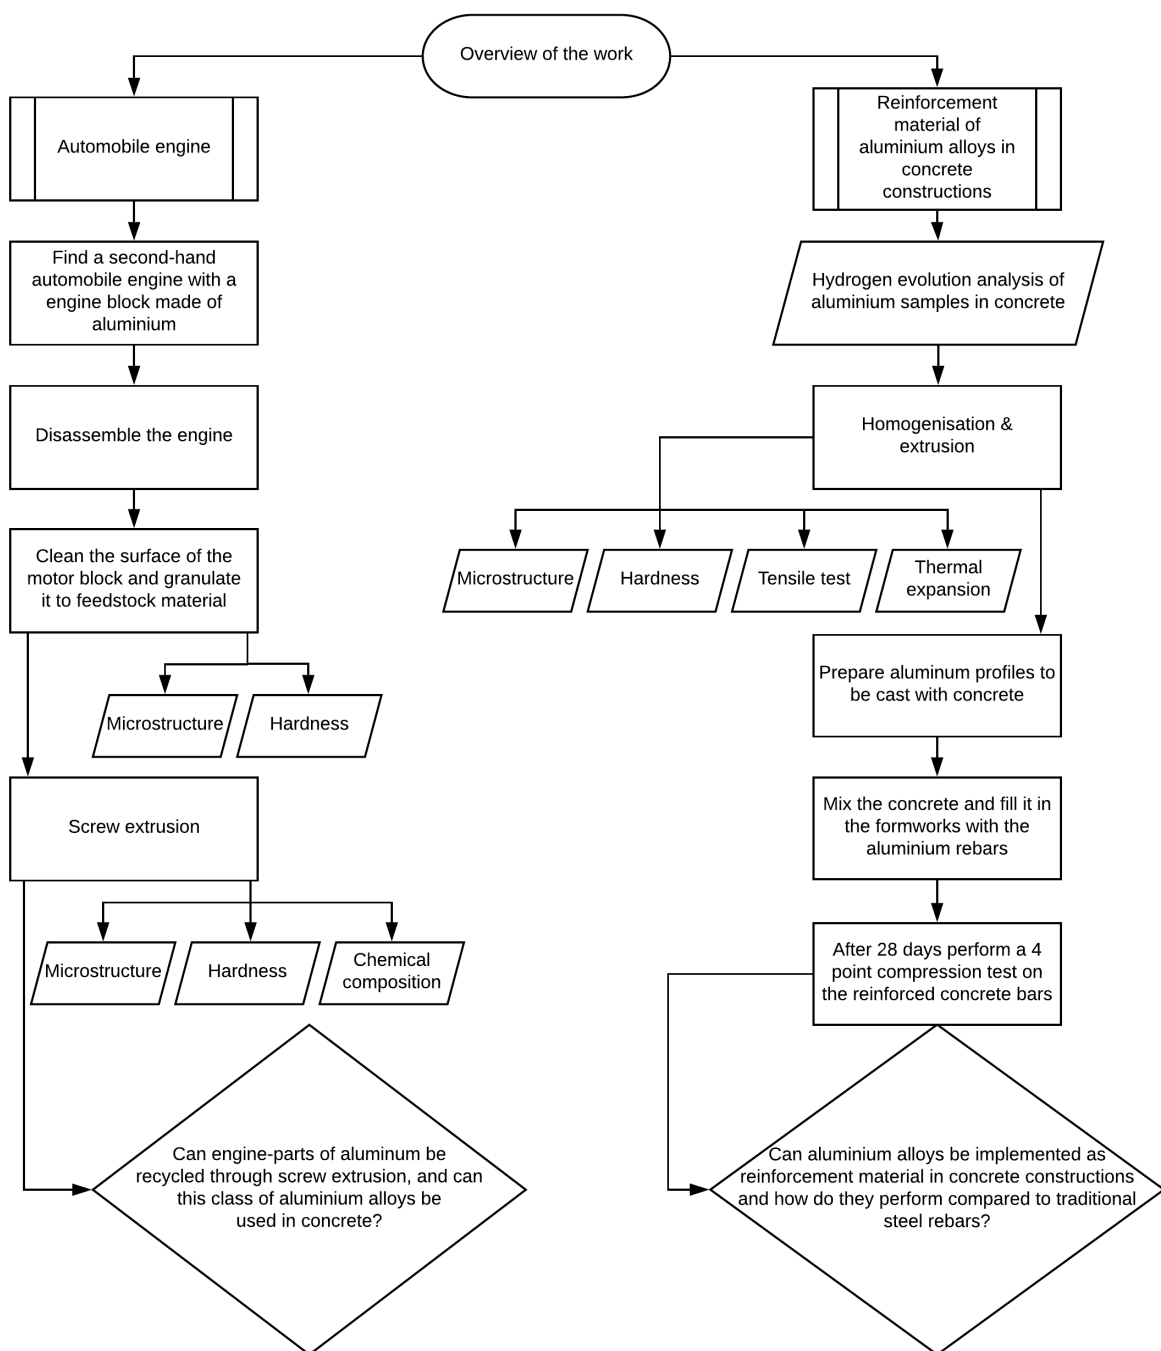 Overview of the work
Automobile engine
Find a second-hand
automobile engine with a
engine block made of
aluminium
Disassemble the engine
Clean the surface of the
motor block and granulate
it to feedstock material
Microstructure
Hardness
Screw extrusion
Microstructure
Hardness
Chemical
composition
Can engine-parts of aluminum be
recycled through screw extrusion, and can
this class of aluminium alloys be
used in concrete?
Reinforcement
material of
aluminium alloys in
concrete
constructions
Hydrogen evolution analysis of
aluminium samples in concrete
Homogenisation &
extrusion
Microstructure
Hardness
Tensile test
Thermal
expansion
Prepare aluminum profiles to
be cast with concrete
Mix the concrete and fill it in
the formworks with the
aluminium rebars
After 28 days perform a 4
point compression test on
the reinforced concrete bars
Can aluminium alloys be implemented as
reinforcement material in concrete constructions
and how do they perform compared to traditional
steel rebars?